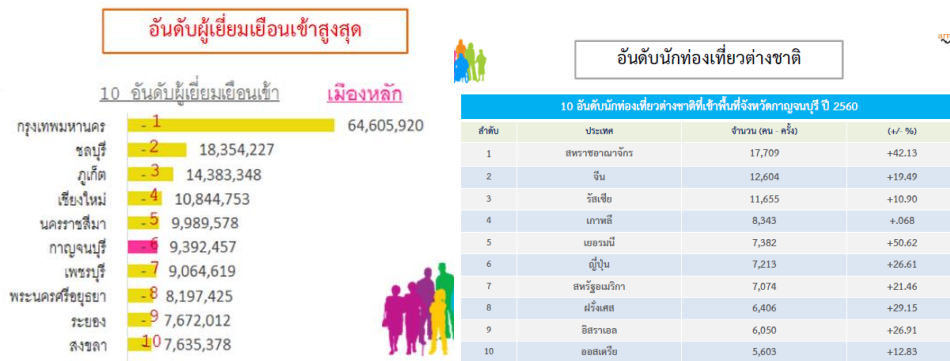 อันดับผู้เยี่ยมเยือนเข้าสูงสุด
10 อันดับผู้เยี่ยมเยือนเข้า เมืองหลัก
กรุงเทพมหานคร - 1 64,605,920
ชลบุรี - 2 18,354,227
ภูเก็ต - 3 14,383,348
เชียงใหม่ - 4 10,844,753
นครราชสีมา - 5 9,989,578
กาญจนบุรี - 6 9,392,457
เพชรบุรี - 7 9,064,619
พระนครศรีอยุธยา - 8 8,197,425
ระยอง - 9 7,672,012
สงขลา 10 7,635,378
อันดับนักท่องเที่ยวต่างชาติ
10 อันดับนักท่องเที่ยวต่างชาติที่เข้าพื้นที่จังหวัดกาญจนบุรี ปี 2560
ลำดับ ประเทศ จำนวน (คน - ครั้ง) (+/- %)
1 สหราชอาณาจักร 17,709 +42.13
2 จีน 12,604 +19.49
3 รัสเซีย 11,655 +10.90
4 เกาหลี 8,343 +.068
5 เยอรมนี 7,382 +50.62
6 ญี่ปุ่น 7,213 +26.61
7 สหรัฐอเมริกา 7,074 +21.46
8 ฝรั่งเศส 6,406 +29.15
9 อิสราเอล 6,050 +26.91
10 ออสเตรีย 5,603 +12.83